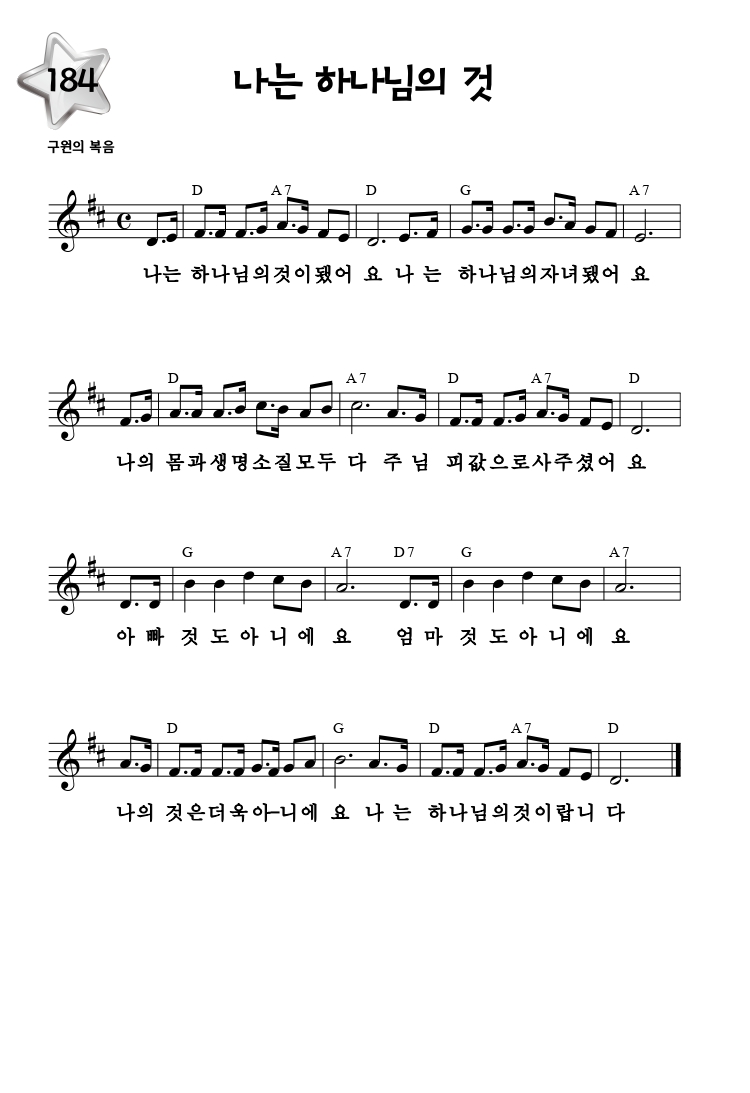 184
나는 하나님의 것
구원의 복음
D A7 D G A7
나는 하나님의것이됐어 요 나 는 하나님의자녀됐어 요
D A7 D A7 D
나의 몸과생명소질모두 다 주 님 피값으로사주셨어 요
G A7 D7 G A7
아 빠 것 도 아 니 에 요 엄 마 것 도 아 니 에 요
D G D A7 D
나의 것은더욱아-니에 요 나 는 하나님의것이랍니 다